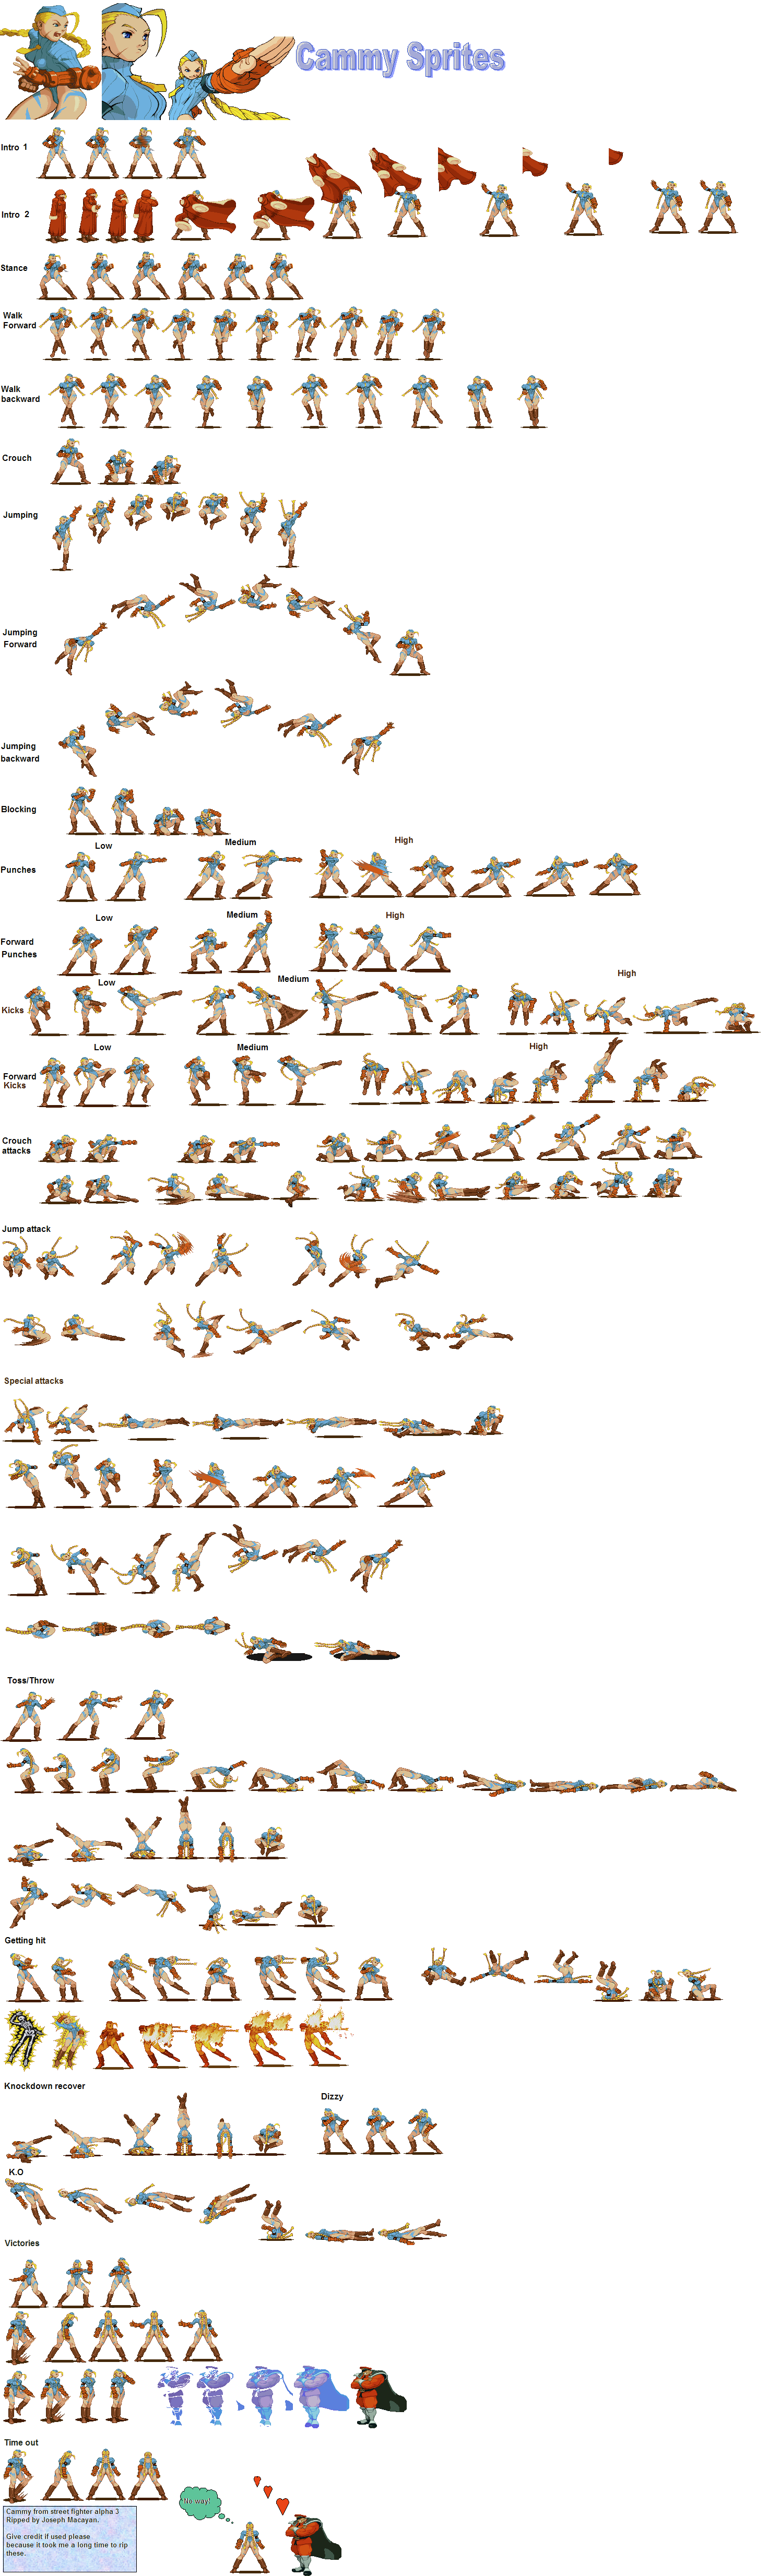 Cammy Sprites
Intro 1
Intro 2
Stance
Walk
Forward
Walk
backward
Crouch
Jumping
Jumping
Forward
Jumping
backward
Blocking
Low
Medium
High
Punches
Low
Medium
High
Forward
Punches
Low
Medium
High
Kicks
Low
Medium
High
Forward
Kicks
Crouch
attacks
Jump attack
Special attacks
Toss/Throw
Getting hit
Knockdown recover
Dizzy
K.O
Victories
Time out
No way!
Cammy from street fighter alpha 3
Ripped by Joseph Macayan.
Give credit if used please
because it took me a long time to rip
these.